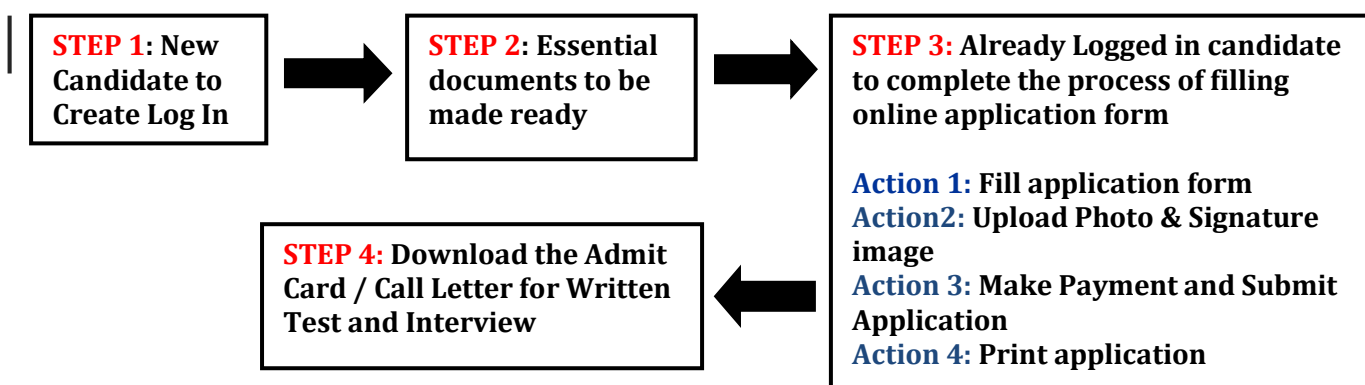 STEP 1: New
Candidate to
Create Log In
STEP 2: Essential
documents to be
made ready
STEP 3: Already Logged in candidate
to complete the process of filling
online application form
Action 1: Fill application form
Action2: Upload Photo & Signature
image
Action 3: Make Payment and Submit
Application
Action 4: Print application
STEP 4: Download the Admit
Card / Call Letter for Written
Test and Interview